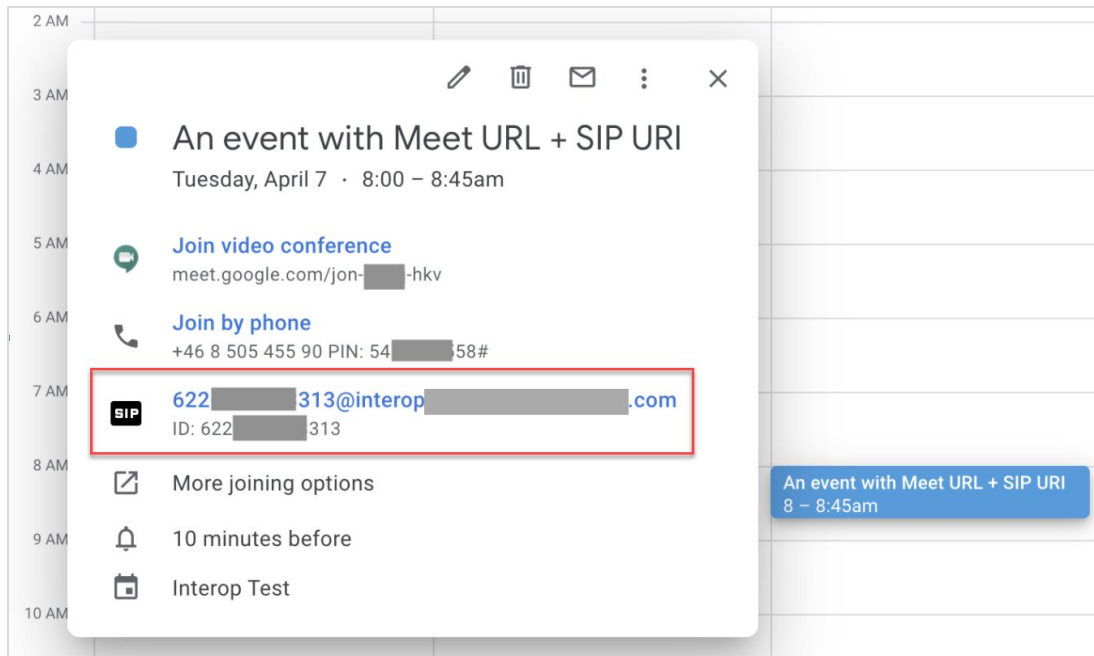 2 AM
3 AM
4 AM
5 AM
6 AM
7 AM
8 AM
9 AM
10 AM
An event with Meet URL + SIP URI
Tuesday, April 7 · 8:00 – 8:45am
Join video conference
meet.google.com/jon- -hkv
Join by phone
+46 8 505 455 90 PIN: 54 58#
SIP
622 313@interop .com
ID: 622 313
More joining options
10 minutes before
Interop Test
An event with Meet URL + SIP URI
8 – 8:45am